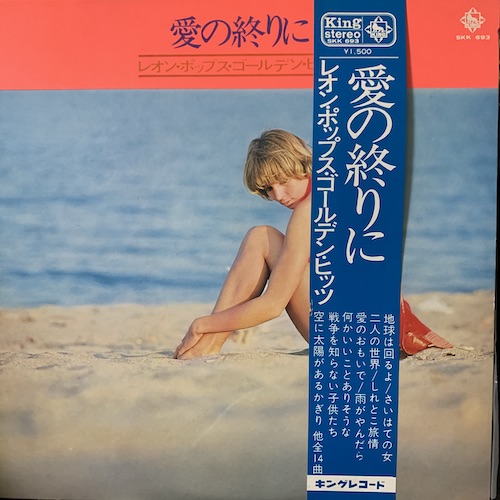 愛の終りに
レオン・ポップス・ゴールデン・ヒ
King
stereo
SKK 693
¥1,500
愛の終りに
レオン・ポップス・ゴールデン・ヒッツ
地球は回るよ/さいはての女
二人の世界/しれとこ旅情
愛のおもいで/雨がやんだら
何かいいことありそうな
戦争を知らない子供たち
空に太陽があるかぎり 他全14曲
キングレコード
SKK 693